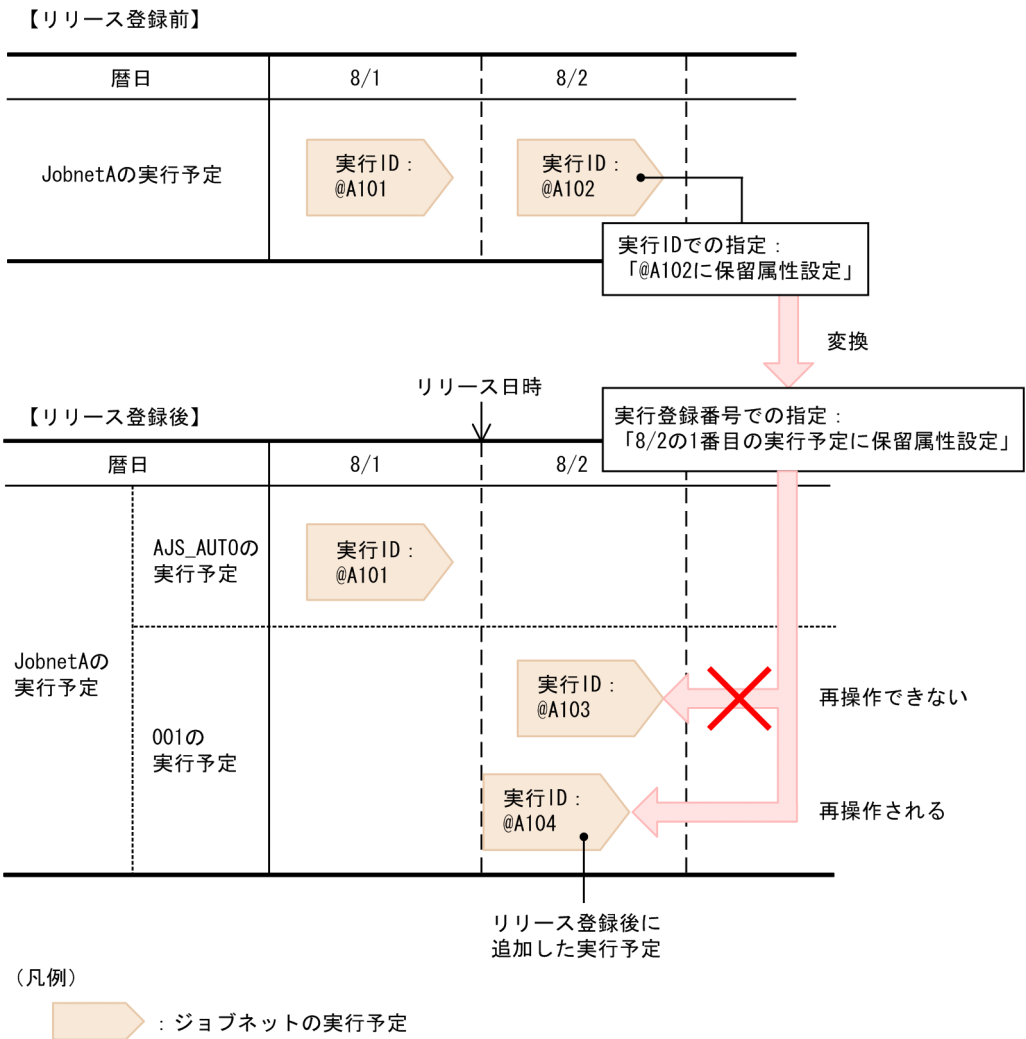 【リリース登録前】
暦日
8/1
8/2
JobnetAの実行予定
実行ID：
@A101
実行ID：
@A102
実行IDでの指定：
「@A102に保留属性設定」
変換
リリース日時
【リリース登録後】
実行登録番号での指定：
「8/2の1番目の実行予定に保留属性設定」
暦日
8/1
8/2
AJS_AUTOの
実行予定
実行ID：
@A101
JobnetAの
実行予定
実行ID：
@A103
再操作できない
001の
実行予定
実行ID：
@A104
再操作される
リリース登録後に
追加した実行予定
（凡例）
：ジョブネットの実行予定